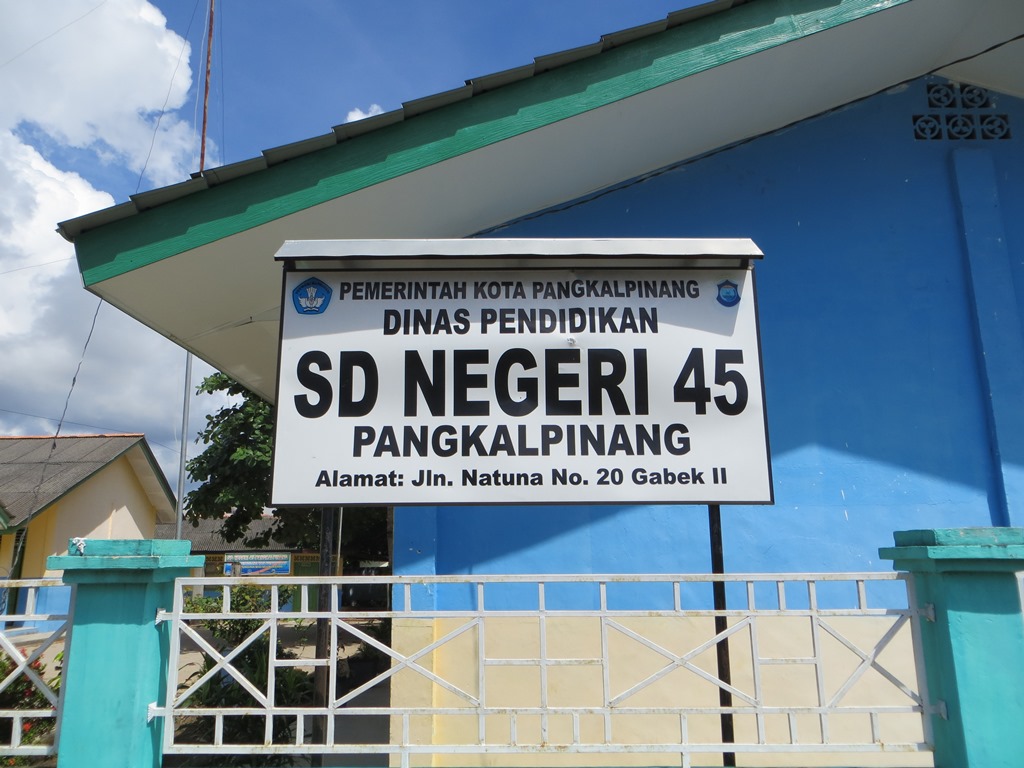 PEMERINTAH KOTA PANGKALPINANG
DINAS PENDIDIKAN
SD NEGERI 45
PANGKALPINANG
Alamat: Jln. Natuna No. 20 Gabek II